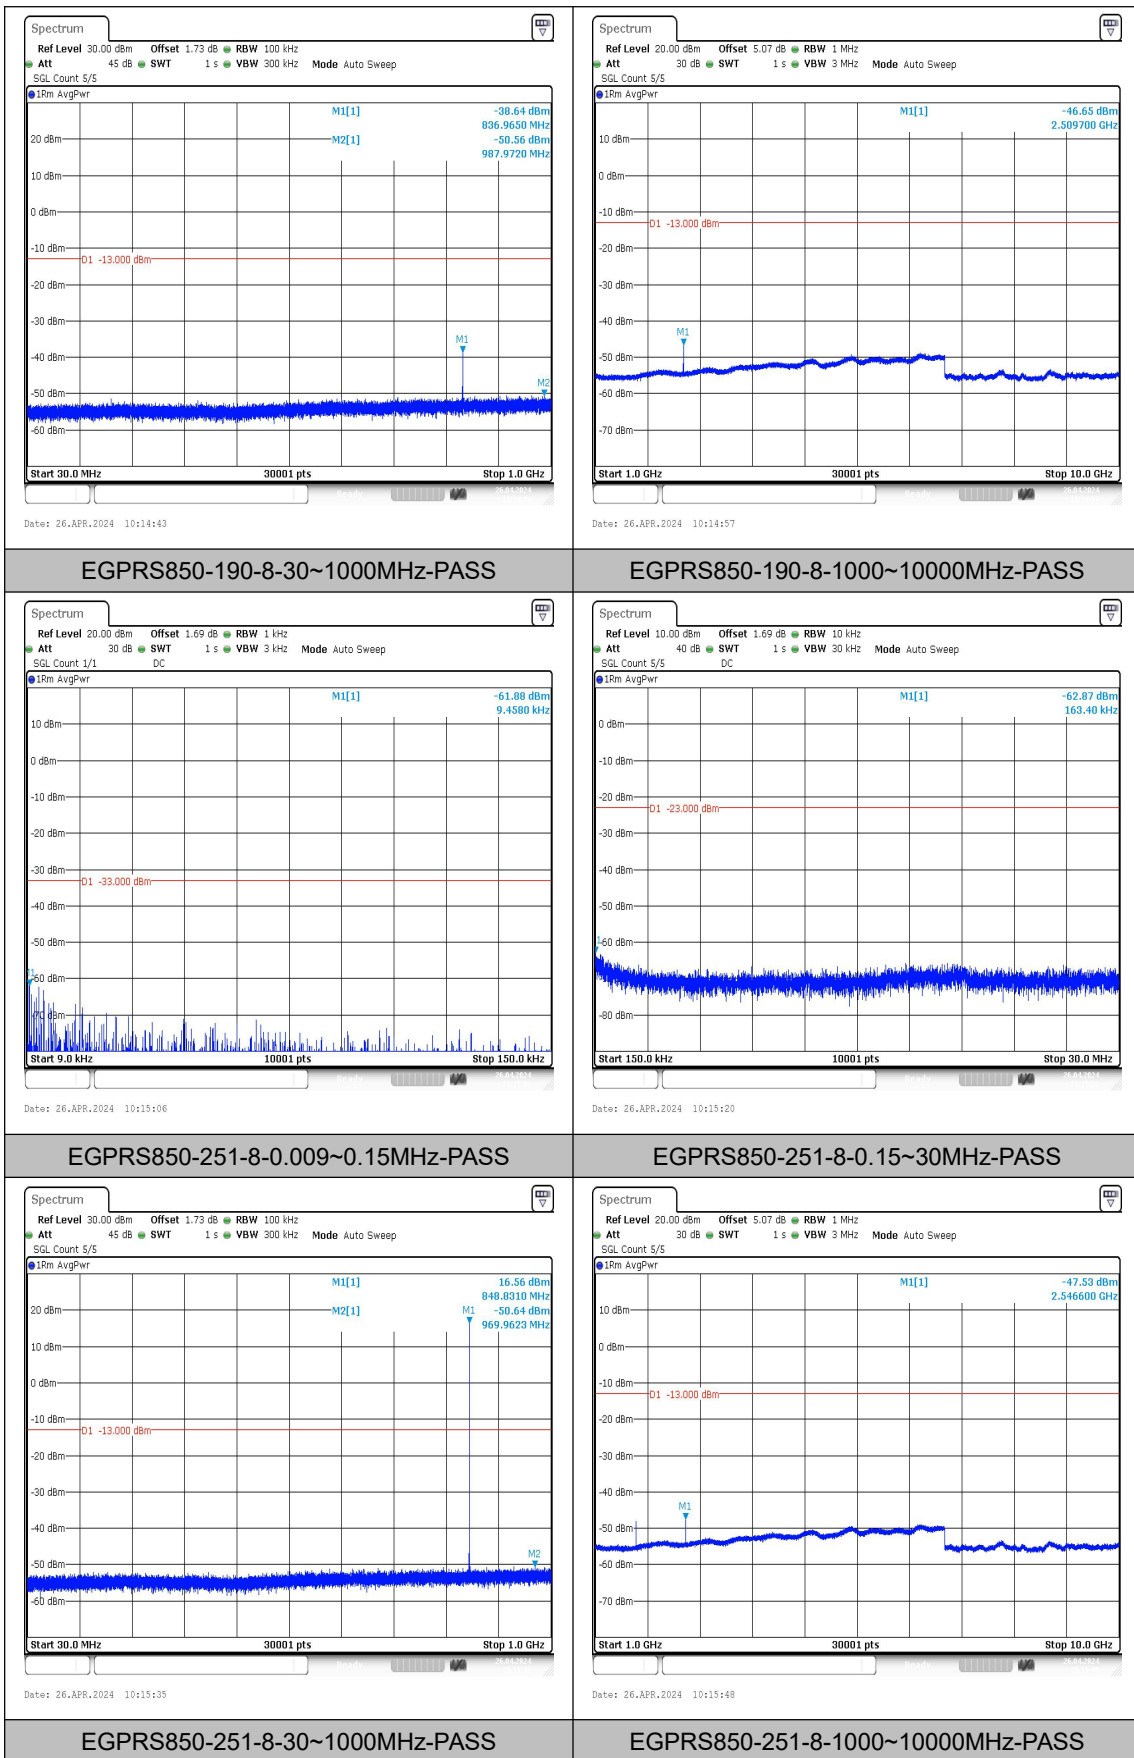 Spectrum
Ref Level 30.00 dBm Offset 1.73 dB RBW 100 kHz
Att 45 dB SWT 1 s VBW 300 kHz Mode Auto Sweep
SGL Count 5/5
1Rm AvgPwr
M1[1] -38.64 dBm
836.9650 MHz
20 dBm M2[1] -50.56 dBm
987.9720 MHz
10 dBm
0 dBm
-10 dBm
D1 -13.000 dBm
-20 dBm
-30 dBm
M1
-40 dBm
M2
-50 dBm
-60 dBm
Start 30.0 MHz 30001 pts Stop 1.0 GHz
Date: 26.APR.2024 10:14:43
EGPRS850-190-8-30~1000MHz-PASS
Spectrum
Ref Level 20.00 dBm Offset 5.07 dB RBW 1 MHz
Att 30 dB SWT 1 s VBW 3 MHz Mode Auto Sweep
SGL Count 5/5
1Rm AvgPwr
M1[1] -46.65 dBm
2.509700 GHz
10 dBm
0 dBm
-10 dBm
D1 -13.000 dBm
-20 dBm
-30 dBm
-40 dBm
M1
-50 dBm
-60 dBm
-70 dBm
Start 1.0 GHz 30001 pts Stop 10.0 GHz
Date: 26.APR.2024 10:14:57
EGPRS850-190-8-1000~10000MHz-PASS
Spectrum
Ref Level 20.00 dBm Offset 1.69 dB RBW 1 kHz
Att 30 dB SWT 1 s VBW 3 kHz Mode Auto Sweep
SGL Count 1/1 DC
1Rm AvgPwr
M1[1] -61.88 dBm
9.4580 kHz
10 dBm
0 dBm
-10 dBm
-20 dBm
-30 dBm
D1 -33.000 dBm
-40 dBm
-50 dBm
-60 dBm
-70 dBm
Start 9.0 kHz 10001 pts Stop 150.0 kHz
Date: 26.APR.2024 10:15:06
EGPRS850-251-8-0.009~0.15MHz-PASS
Spectrum
Ref Level 10.00 dBm Offset 1.69 dB RBW 10 kHz
Att 40 dB SWT 1 s VBW 30 kHz Mode Auto Sweep
SGL Count 5/5 DC
1Rm AvgPwr
M1[1] -62.87 dBm
163.40 kHz
0 dBm
-10 dBm
-20 dBm
D1 -23.000 dBm
-30 dBm
-40 dBm
-50 dBm
-60 dBm
-80 dBm
Start 150.0 kHz 10001 pts Stop 30.0 MHz
Date: 26.APR.2024 10:15:20
EGPRS850-251-8-0.15~30MHz-PASS
Spectrum
Ref Level 30.00 dBm Offset 1.73 dB RBW 100 kHz
Att 45 dB SWT 1 s VBW 300 kHz Mode Auto Sweep
SGL Count 5/5
1Rm AvgPwr
M1[1] 16.56 dBm
848.8310 MHz
20 dBm M2[1] M1 -50.64 dBm
969.9623 MHz
10 dBm
0 dBm
-10 dBm
D1 -13.000 dBm
-20 dBm
-30 dBm
-40 dBm
-50 dBm M2
-60 dBm
Start 30.0 MHz 30001 pts Stop 1.0 GHz
Date: 26.APR.2024 10:15:35
EGPRS850-251-8-30~1000MHz-PASS
Spectrum
Ref Level 20.00 dBm Offset 5.07 dB RBW 1 MHz
Att 30 dB SWT 1 s VBW 3 MHz Mode Auto Sweep
SGL Count 5/5
1Rm AvgPwr
M1[1] -47.53 dBm
2.546600 GHz
10 dBm
0 dBm
-10 dBm
D1 -13.000 dBm
-20 dBm
-30 dBm
-40 dBm
M1
-50 dBm
-60 dBm
-70 dBm
Start 1.0 GHz 30001 pts Stop 10.0 GHz
Date: 26.APR.2024 10:15:48
EGPRS850-251-8-1000~10000MHz-PASS